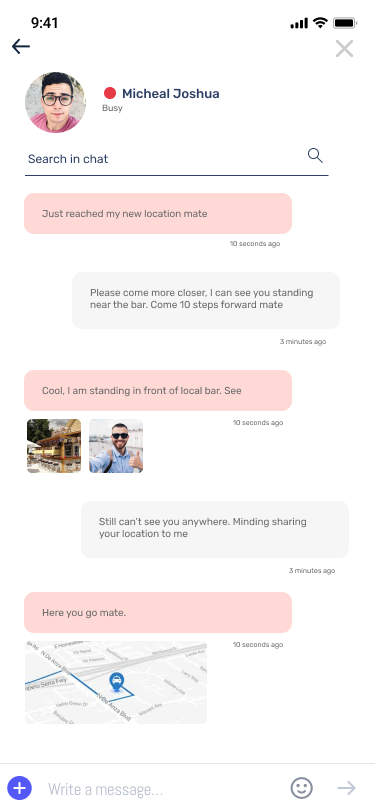 9:41
Micheal Joshua
Busy
Search in chat
Just reached my new location mate
10 seconds ago
Please come more closer, I can see you standing
near the bar. Come 10 steps forward mate
3 minutes ago
Cool, I am standing in front of local bar. See
10 seconds ago
Still can't see you anywhere. Minding sharing
your location to me
3 minutes ago
Here you go mate.
10 seconds ago
N De Anza Blvd
Write a message...